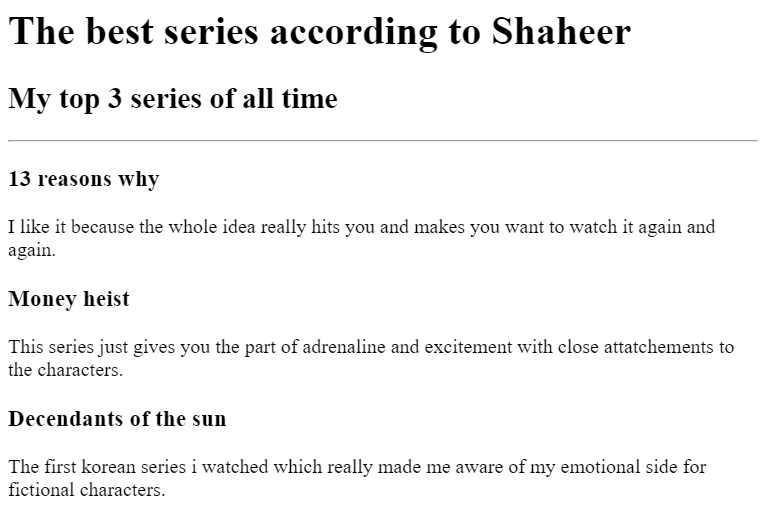 The best series according to Shaheer
My top 3 series of all time
13 reasons why
I like it because the whole idea really hits you and makes you want to watch it again and
again.
Money heist
This series just gives you the part of adrenaline and excitement with close attatchements to
the characters.
Decendants of the sun
The first korean series i watched which really made me aware of my emotional side for
fictional characters.